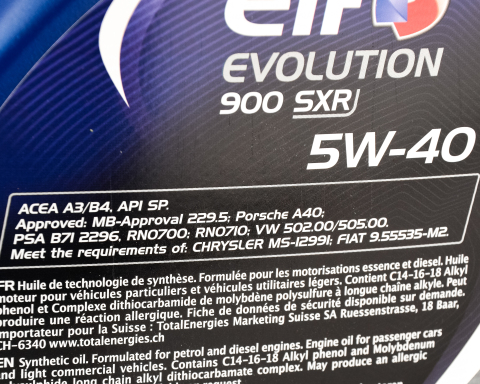 elf
EVOLUTION
900 SXR
5W-40
ACEA A3/B4, API SP.
Approved: MB-Approval 229.5; Porsche A40;
PSA B71 2296, RN0700; RN0710; VW 502.00/505.00.
Meet the requirements of: CHRYSLER MS-12991; FIAT 9.55535-M2.
FR Huile de technologie de synthèse. Formulée pour les motorisations essence et diesel. Huile
moteur pour véhicules particuliers et véhicules utilitaires légers. Contient C14-16-18 Alkyl
phenol et Complexe dithiocarbamide de molybdène polysulfure à longue chaîne alkyle. Peut
produire une réaction allergique. Fiche de données de sécurité disponible sur demande.
Importateur pour la Suisse : TotalEnergies Marketing Suisse SA Ruessenstrasse, 18 Baar,
CH-6340 www.totalenergies.ch
EN Synthetic oil. Formulated for petrol and diesel engines. Engine oil for passenger cars
and light commercial vehicles. Contains C14-16-18 Alkyl phenol and Molybdenum
long chain alkyl dithiocarbamate complex. May produce an allergic
request.